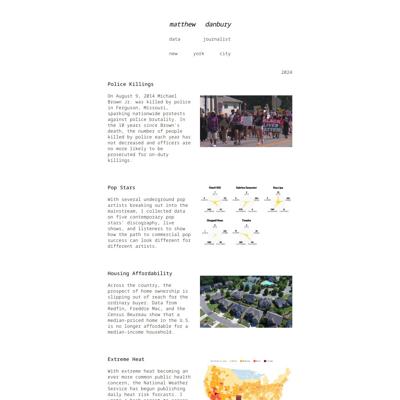 matthew danbury
data journalist
new york city
2024
Police Killings
On August 9, 2014 Michael
Brown Jr. was killed by police
in Ferguson, Missouri,
sparking nationwide protests
against police brutality. In
the 10 years since Brown's
death, the number of people
killed by police each year has
not decreased and officers are
no more likely to be
prosecuted for on-duty
killings.
Pop Stars
With several underground pop
artists breaking out into the
mainstream, I collected data
on five contemporary pop
stars' discography, live
shows, and listeners to show
how the path to commercial pop
success can look different for
different artists.
Housing Affordability
Across the country, the
prospect of home ownership is
slipping out of reach for the
ordinary buyer. Data from
Redfin, Freddie Mac, and the
Census Bureau show that a
median-priced home in the U.S.
is no longer affordable for a
median-income household.
Extreme Heat
With extreme heat becoming an
ever more common public health
concern, the National Weather
Service has begun publishing
daily heat risk forecasts. I